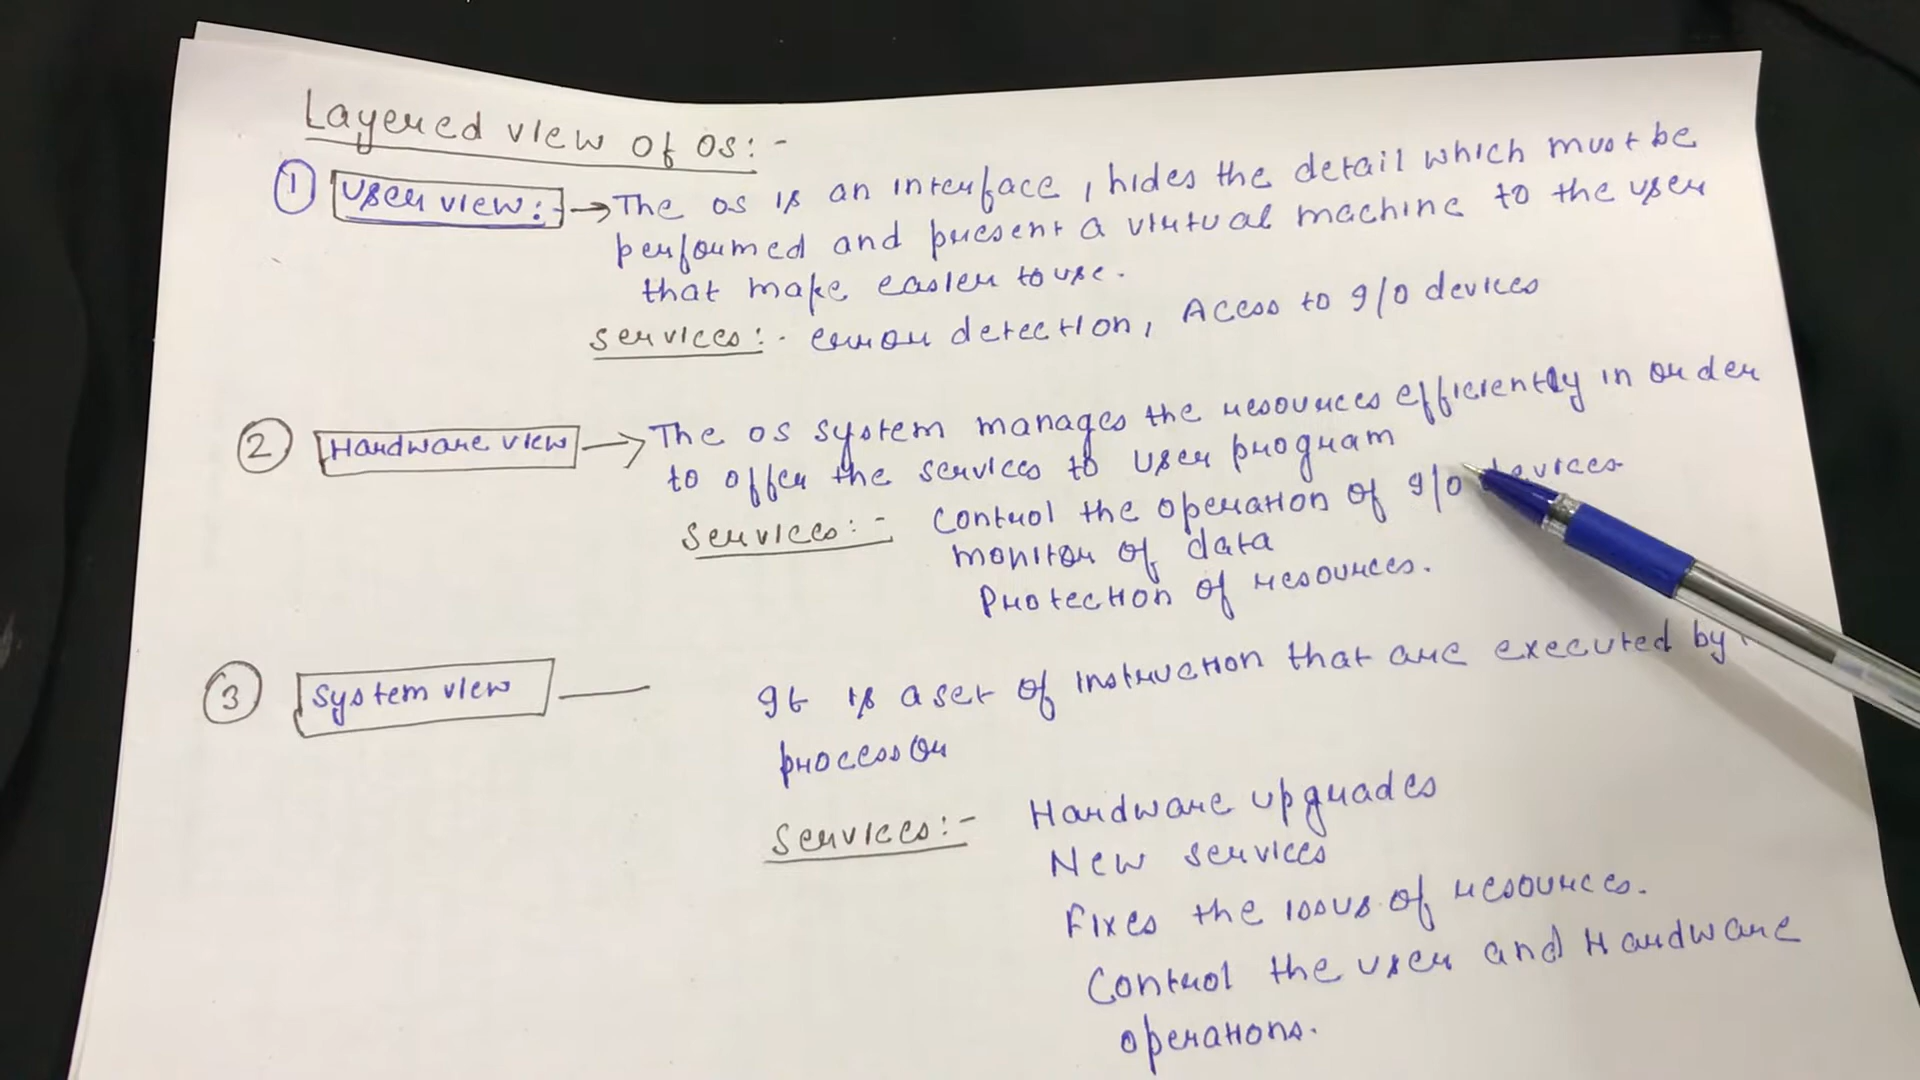 Layered view of os:-
① User view:- → The os is an interface, hides the detail which must be
performed and present a virtual machine to the user
that make easier to use.
Services:- error detection, Acess to I/O devices
② Hardware view → The os system manages the resources efficiently in order
to offer the services to user program
Services:- Control the operation of I/O devices
monitor of data
Protection of resources.
③ System view — It is a set of instruction that are executed by
processor
Services:- Hardware upgrades
New services
Fixes the issus of resources.
Control the user and Hardware
operations.